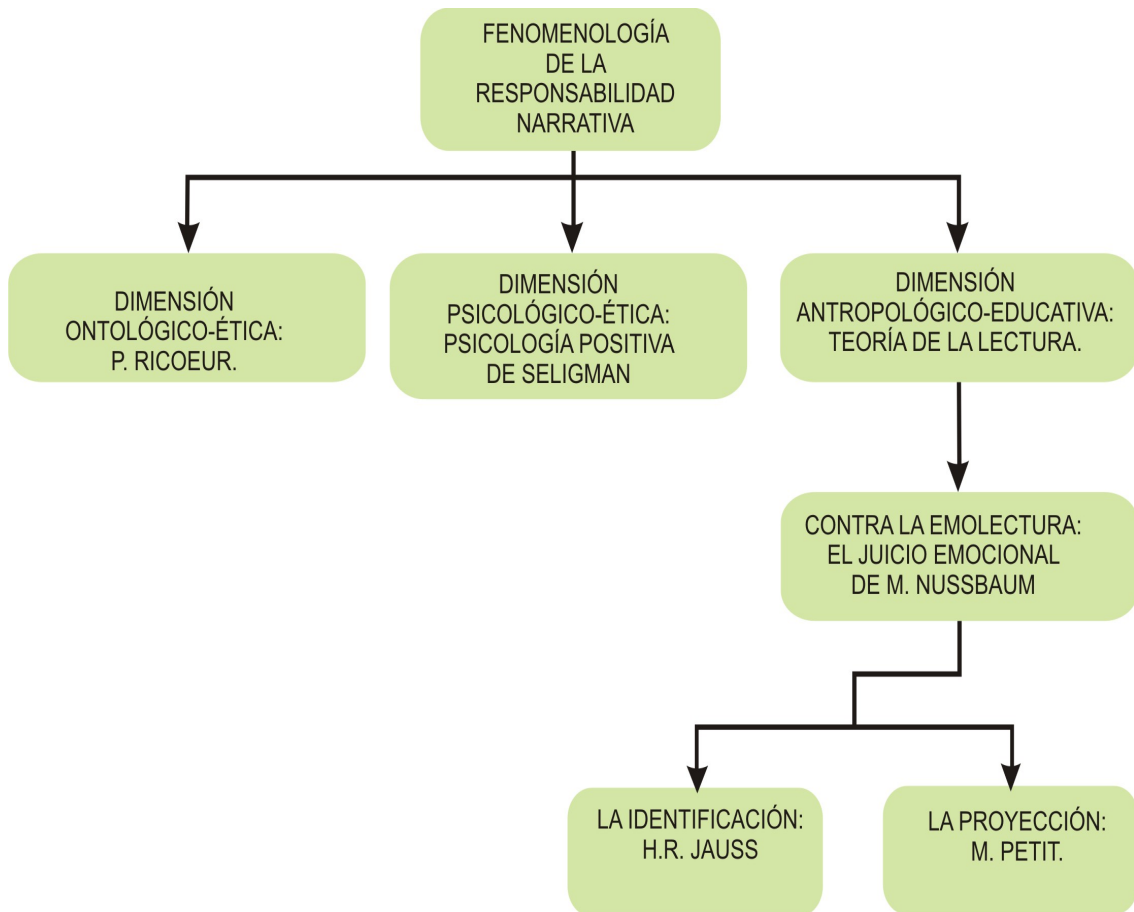 FENOMENOLOGÍA
DE LA
RESPONSABILIDAD
NARRATIVA
DIMENSIÓN
ONTOLÓGICO-ÉTICA:
P. RICOEUR.
DIMENSIÓN
PSICOLÓGICO-ÉTICA:
PSICOLOGÍA POSITIVA
DE SELIGMAN
DIMENSIÓN
ANTROPOLÓGICO-EDUCATIVA:
TEORÍA DE LA LECTURA.
CONTRA LA EMOLECTURA:
EL JUICIO EMOCIONAL
DE M. NUSSBAUM
LA IDENTIFICACIÓN:
H.R. JAUSS
LA PROYECCIÓN:
M. PETIT.